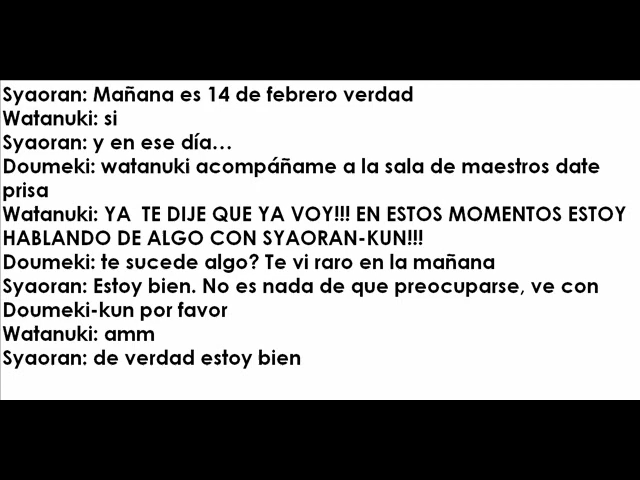 Syaoran: Mañana es 14 de febrero verdad
Watanuki: si
Syaoran: y en ese día...
Doumeki: watanuki acompáñame a la sala de maestros date
prisa
Watanuki: YA  TE DIJE QUE YA VOY!!! EN ESTOS MOMENTOS ESTOY
HABLANDO DE ALGO CON SYAORAN-KUN!!!
Doumeki: te sucede algo? Te vi raro en la mañana
Syaoran: Estoy bien. No es nada de que preocuparse, ve con
Doumeki-kun por favor
Watanuki: amm
Syaoran: de verdad estoy bien